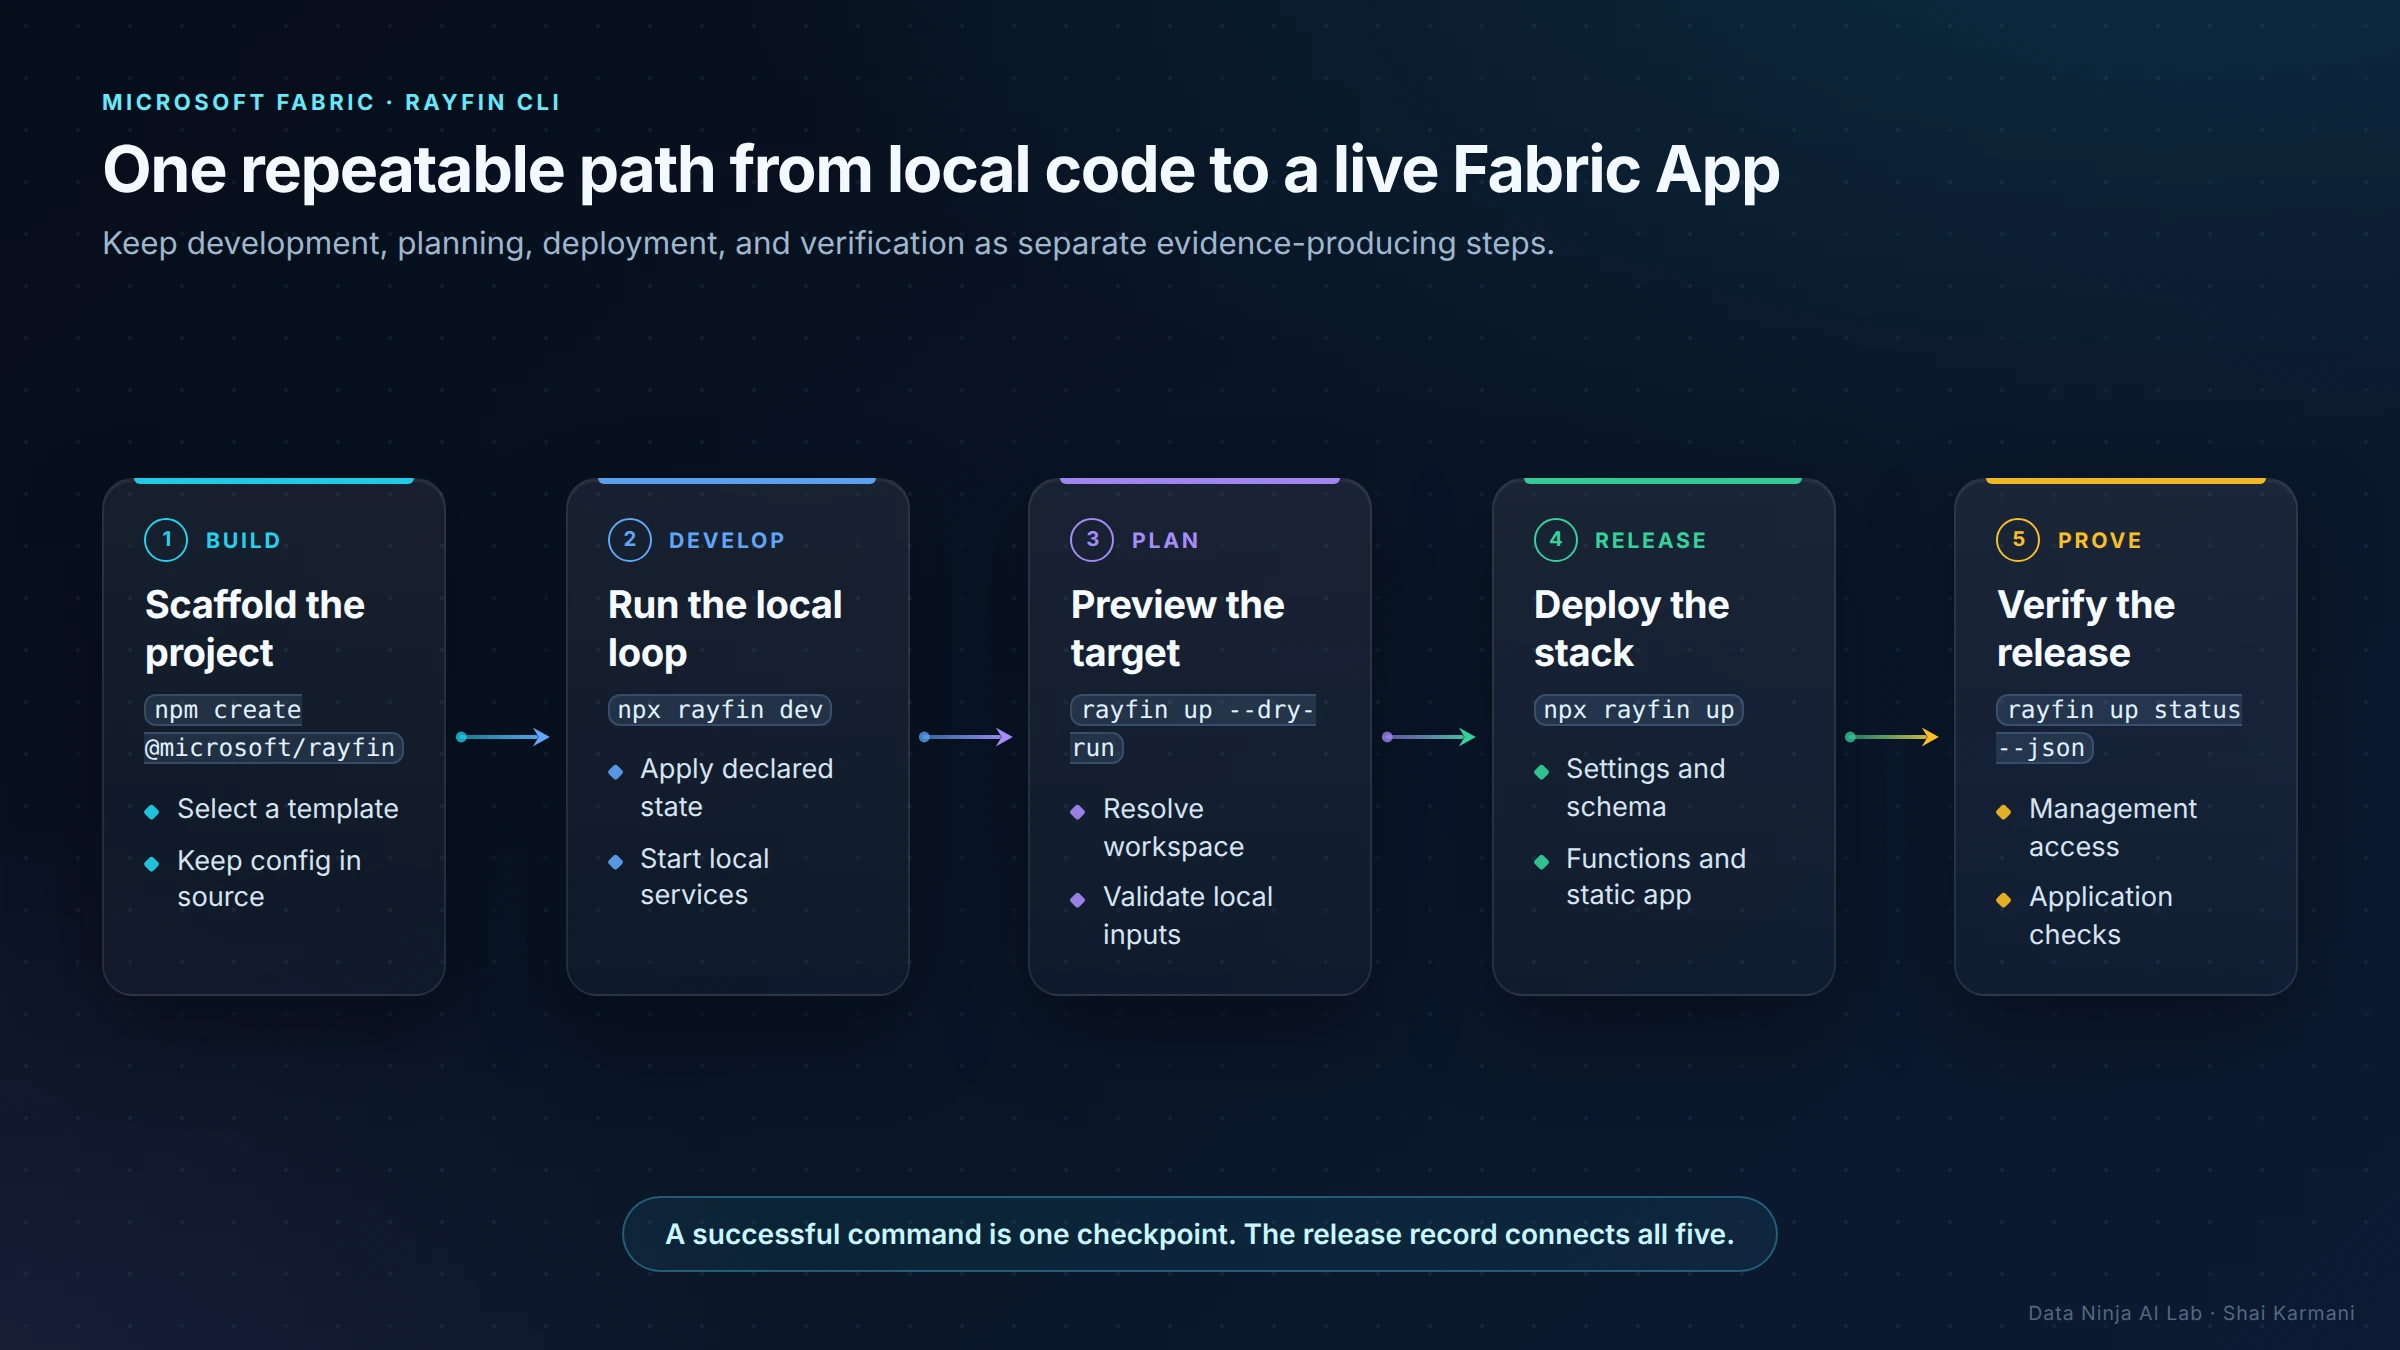 MICROSOFT FABRIC · RAYFIN CLI
One repeatable path from local code to a live Fabric App
Keep development, planning, deployment, and verification as separate evidence-producing steps.
1 BUILD
Scaffold the
project
npm create
@microsoft/rayfin
Select a template
Keep config in
source
2 DEVELOP
Run the local
loop
npx rayfin dev
Apply declared
state
Start local
services
3 PLAN
Preview the
target
rayfin up --dry-
run
Resolve
workspace
Validate local
inputs
4 RELEASE
Deploy the
stack
npx rayfin up
Settings and
schema
Functions and
static app
5 PROVE
Verify the
release
rayfin up status
--json
Management
access
Application
checks
A successful command is one checkpoint. The release record connects all five.
Data Ninja AI Lab · Shai Karmani